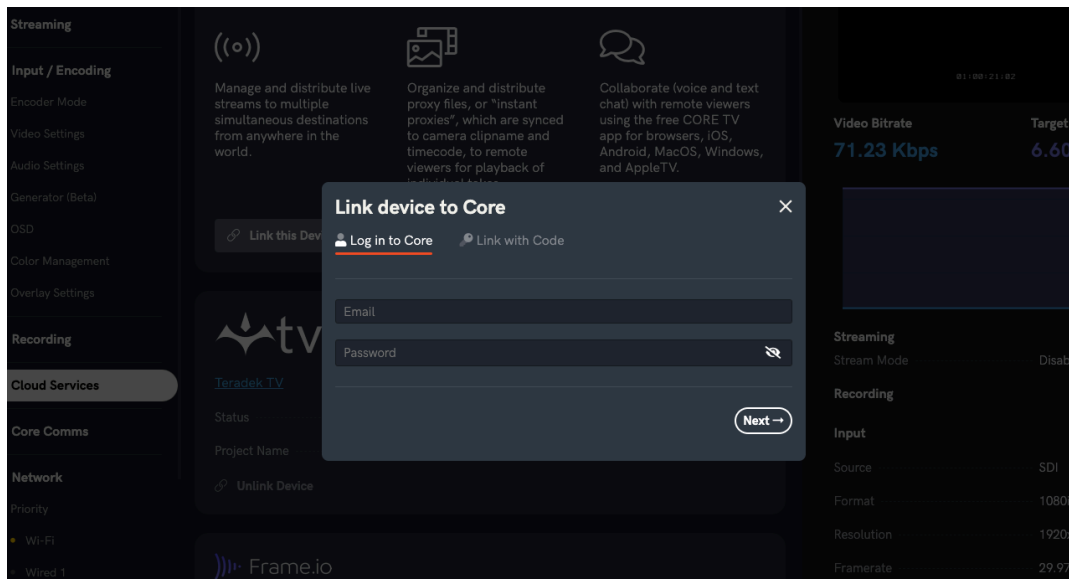 Streaming
Input / Encoding
Encoder Mode
Video Settings
Audio Settings
Generator (Beta)
OSD
Color Management
Overlay Settings
Recording
Cloud Services
Core Comms
Network
Priority
Wi-Fi
Wired 1
Manage and distribute live
streams to multiple
simultaneous destinations
from anywhere in the
world.
Organize and distribute
proxy files, or "instant
proxies", which are synced
to camera clipname and
timecode, to remote
viewers for playback of
individual takes
Collaborate (voice and text
chat) with remote viewers
using the free CORE TV
app for browsers, iOS,
Android, MacOS, Windows,
and AppleTV.
Link this Devi
Link device to Core
Log in to Core
Link with Code
Email
Password
Next →
tv
Teradek TV
Status
Project Name
Unlink Device
Frame.io
01:00:21:02
Video Bitrate
Target
71.23 Kbps
6.60
Streaming
Stream Mode
Disab
Recording
Input
Source
SDI
Format
1080
Resolution
1920
Framerate
29.97